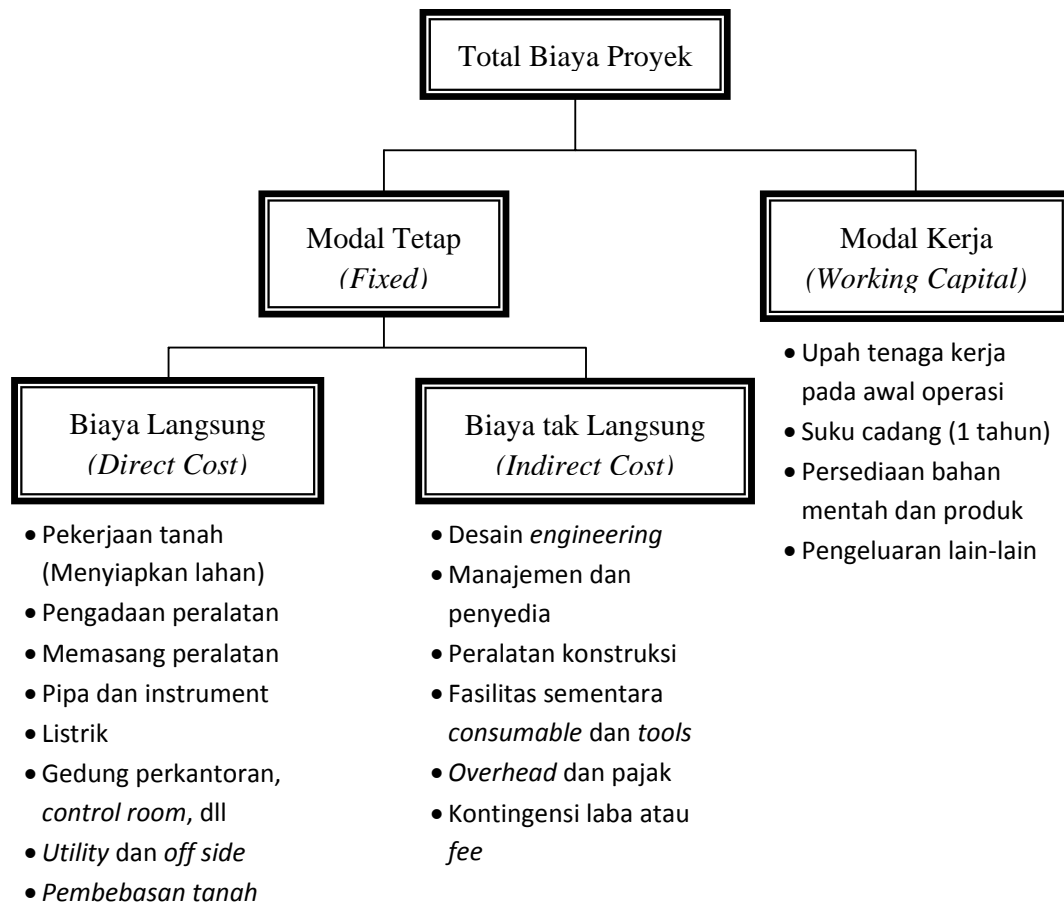 Total Biaya Proyek
Modal Tetap
(Fixed)
Modal Kerja
(Working Capital)
Biaya Langsung
(Direct Cost)
• Pekerjaan tanah
(Menyiapkan lahan)
• Pengadaan peralatan
• Memasang peralatan
• Pipa dan instrument
• Listrik
• Gedung perkantoran,
control room, dll
• Utility dan off side
• Pembebasan tanah
Biaya tak Langsung
(Indirect Cost)
• Desain engineering
• Manajemen dan
penyedia
• Peralatan konstruksi
• Fasilitas sementara
consumable dan tools
• Overhead dan pajak
• Kontingensi laba atau
fee
• Upah tenaga kerja
pada awal operasi
• Suku cadang (1 tahun)
• Persediaan bahan
mentah dan produk
• Pengeluaran lain-lain